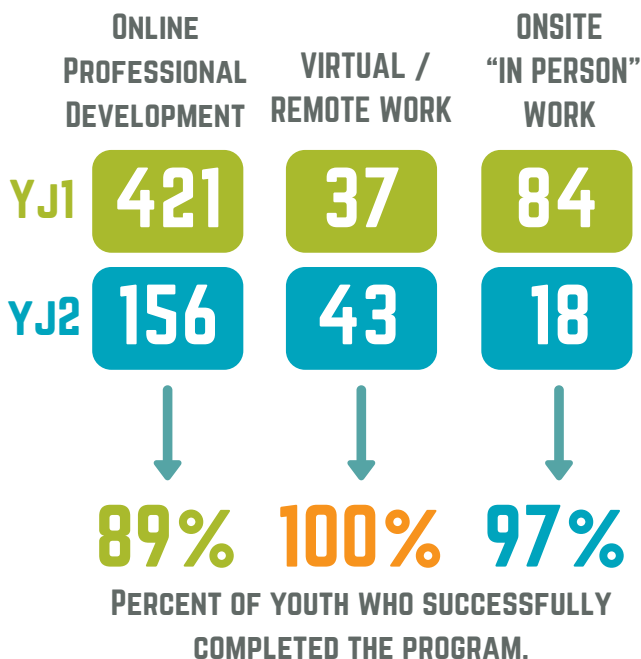 Online Professional Development
VIRTUAL / REMOTE WORK
ONSITE "IN PERSON" WORK
YJ1 421 37 84
YJ2 156 43 18
89% 100% 97%
Percent of youth who successfully
completed the program.